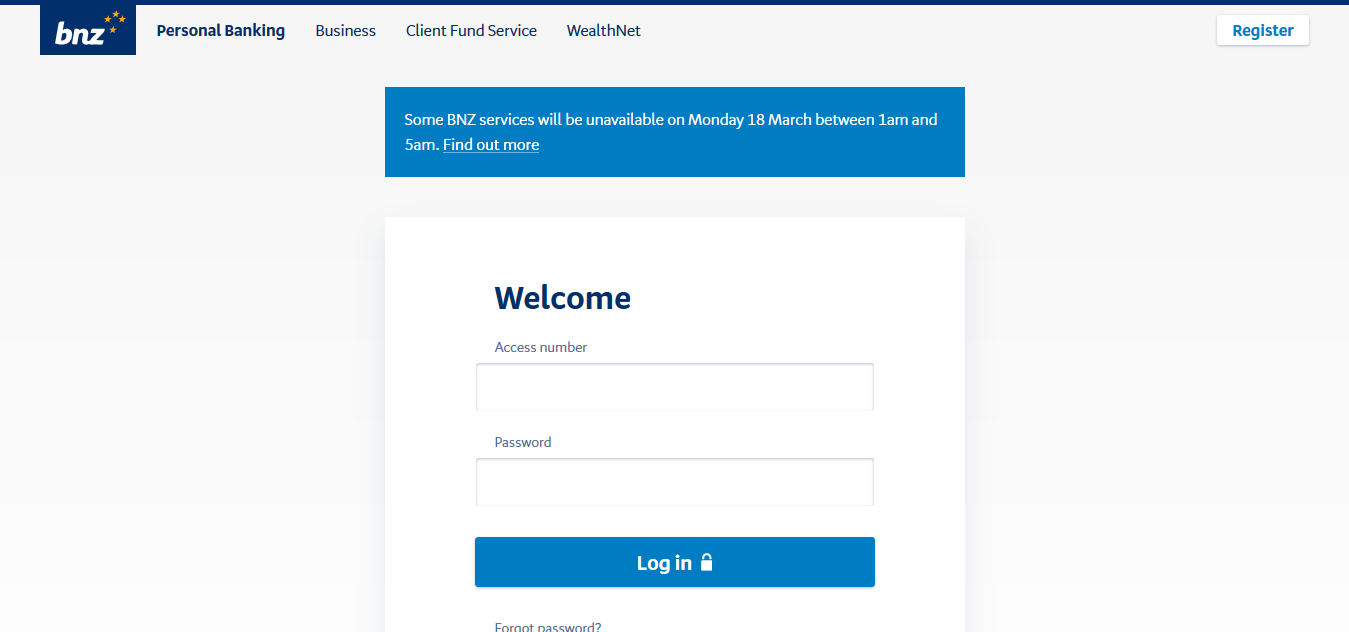 bnz
Personal Banking
Business
Client Fund Service
WealthNet
Register
Some BNZ services will be unavailable on Monday 18 March between 1am and
5am. Find out more
Welcome
Access number
Password
Log in
Forgot password?